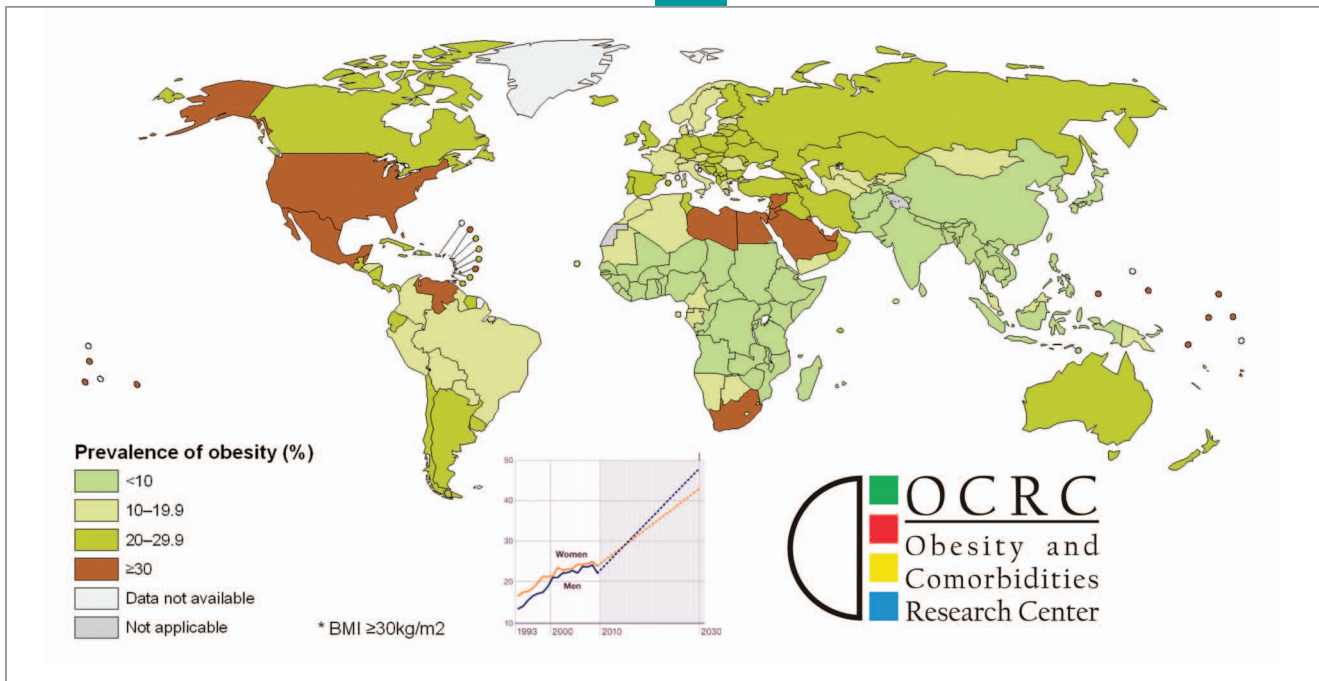 Prevalence of obesity (%)
<10
10–19.9
20–29.9
≥30
Data not available
Not applicable
* BMI ≥30kg/m2
50
40
30
20
10
Women
Men
1993
2000
2010
2030
OCRC
Obesity and
Comorbidities
Research Center